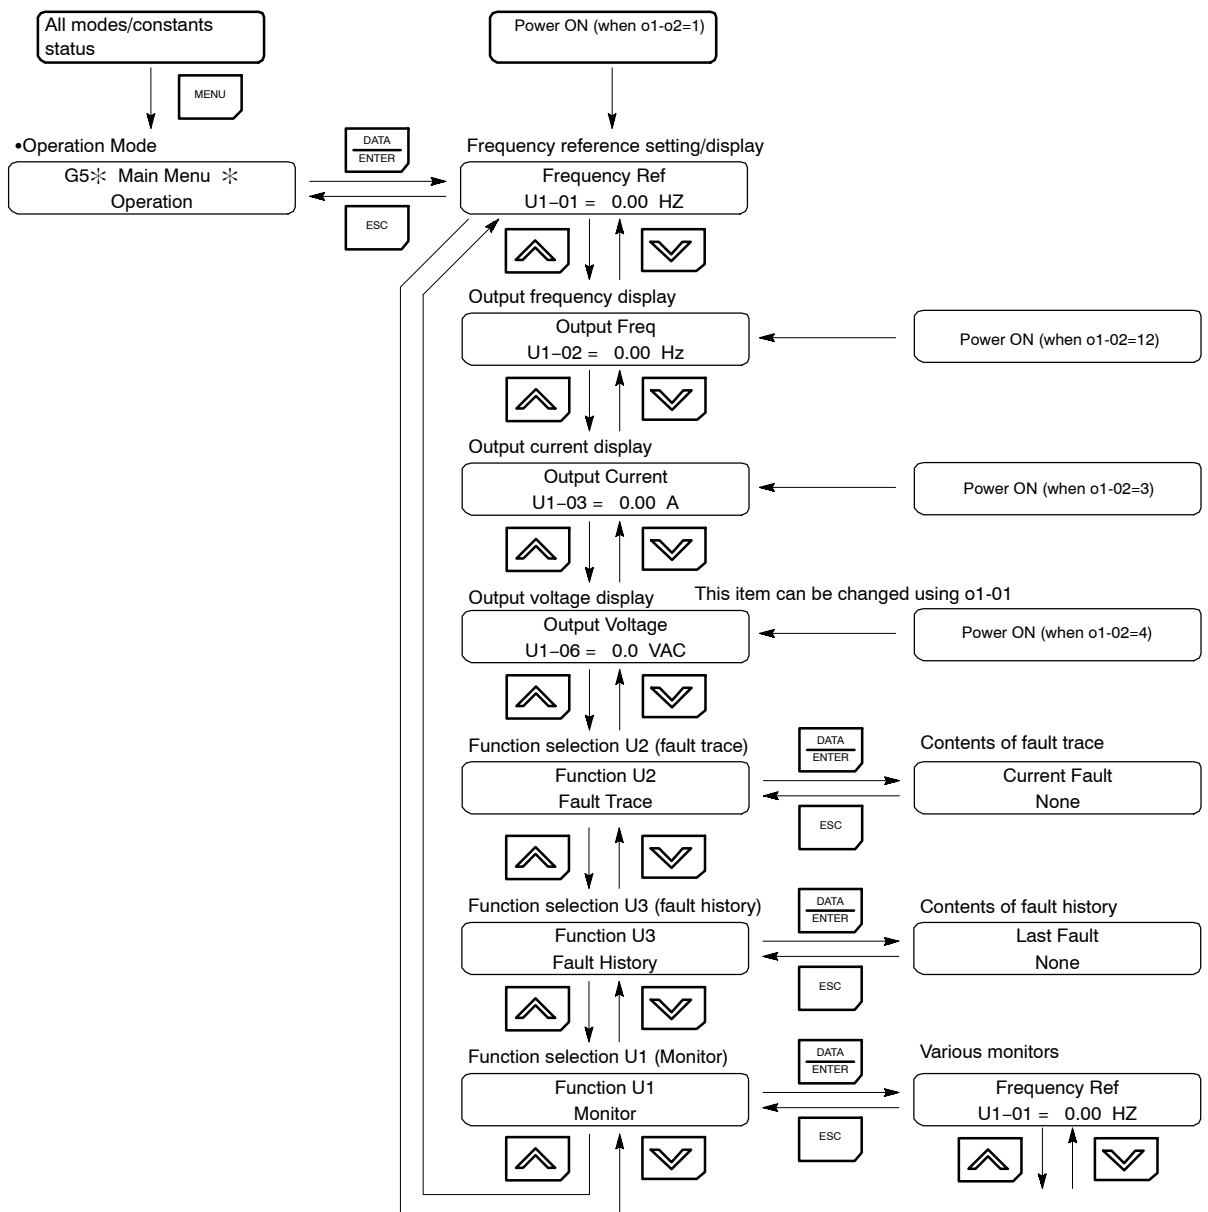 All modes/constants
status
Power ON (when o1-o2=1)
MENU
•Operation Mode
DATA
ENTER
Frequency reference setting/display
G5✳ Main Menu ✳
Operation
Frequency Ref
U1−01 = 0.00 HZ
ESC
Output frequency display
Output Freq
U1−02 = 0.00 Hz
Power ON (when o1-02=12)
Output current display
Output Current
U1−03 = 0.00 A
Power ON (when o1-02=3)
Output voltage display
This item can be changed using o1-01
Output Voltage
U1−06 = 0.0 VAC
Power ON (when o1-02=4)
Function selection U2 (fault trace)
DATA
ENTER
Contents of fault trace
Function U2
Fault Trace
Current Fault
None
ESC
Function selection U3 (fault history)
DATA
ENTER
Contents of fault history
Function U3
Fault History
Last Fault
None
ESC
Function selection U1 (Monitor)
DATA
ENTER
Various monitors
Function U1
Monitor
Frequency Ref
U1−01 = 0.00 HZ
ESC